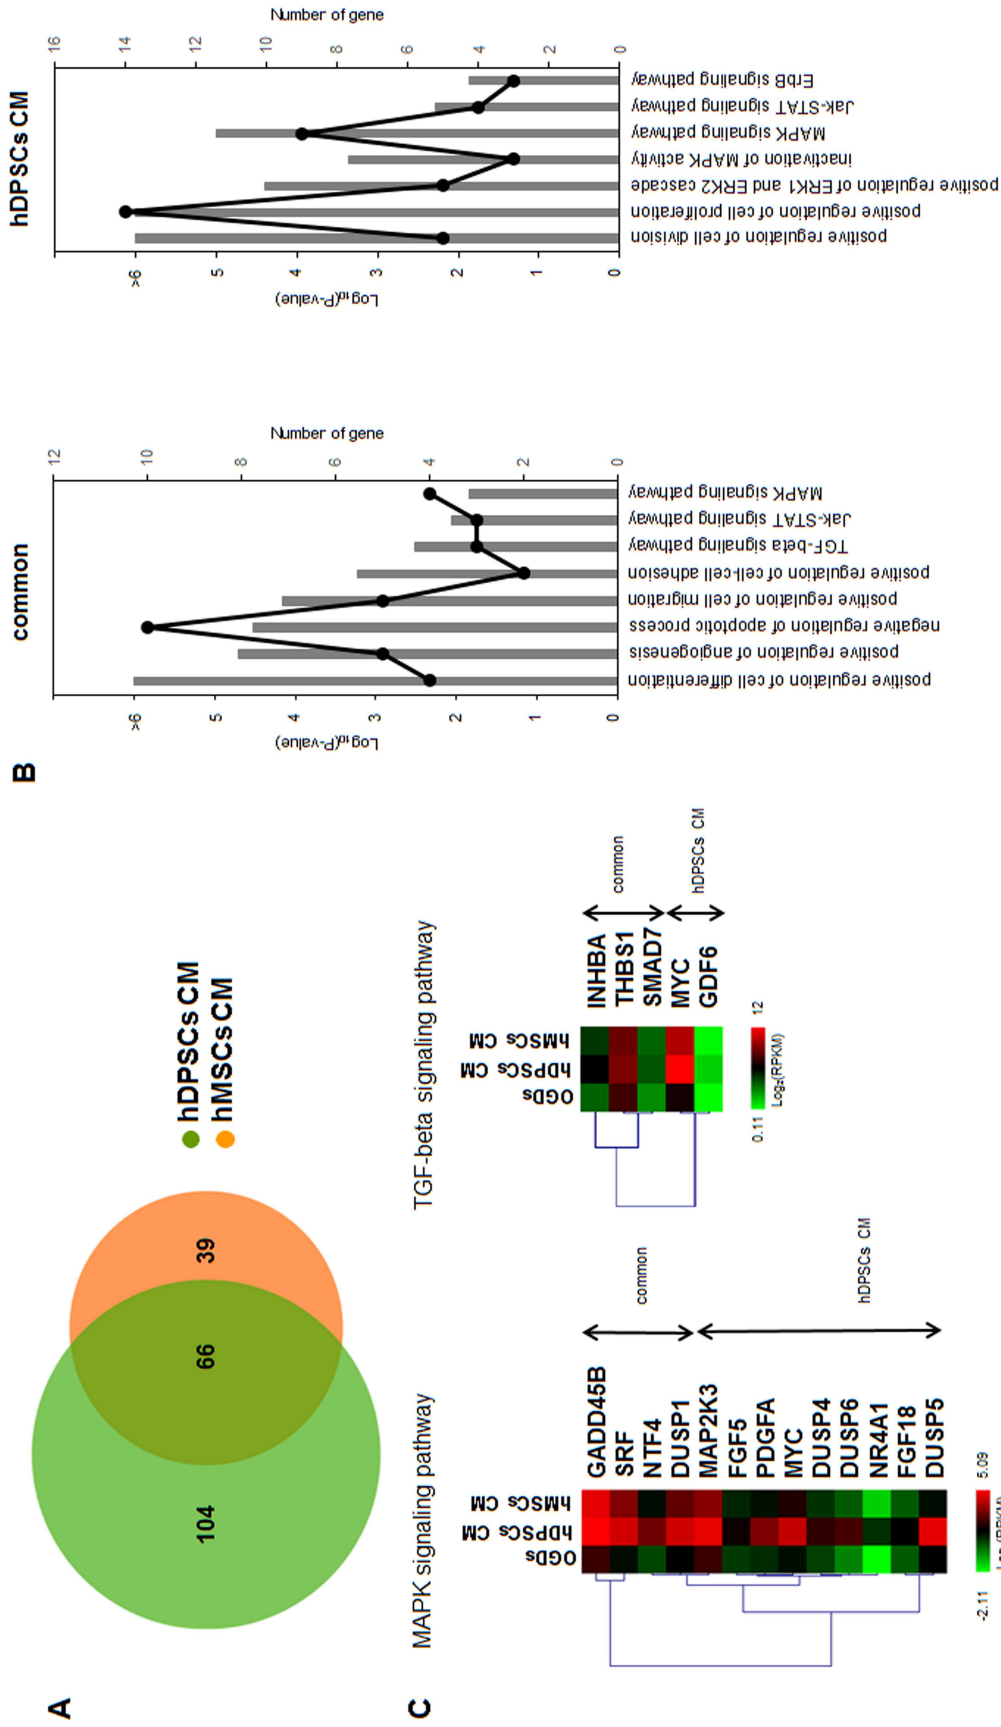 A
104
66
39
hDPSCs CM
hMSCs CM
B
common
Log10(P-value)
>6
5
4
3
2
1
0
12
10
8
6
4
2
0
Number of gene
positive regulation of cell differentiation
positive regulation of angiogenesis
negative regulation of apoptotic process
positive regulation of cell migration
positive regulation of cell-cell adhesion
TGF-beta signaling pathway
Jak-STAT signaling pathway
MAPK signaling pathway
hDPSCs CM
Log10(P-value)
>6
5
4
3
2
1
0
16
14
12
10
8
6
4
2
0
Number of gene
positive regulation of cell division
positive regulation of cell proliferation
positive regulation of ERK1 and ERK2 cascade
inactivation of MAPK activity
MAPK signaling pathway
Jak-STAT signaling pathway
ErbB signaling pathway
C
MAPK signaling pathway
OGDs
hDPSCs CM
hMSCs CM
GADD45B
SRF
NTF4
DUSP1
MAP2K3
FGF5
PDGFA
MYC
DUSP4
DUSP6
NR4A1
FGF18
DUSP5
common
hDPSCs CM
-2.11
5.09
TGF-beta signaling pathway
OGDs
hDPSCs CM
hMSCs CM
INHBA
THBS1
SMAD7
MYC
GDF6
common
hDPSCs CM
0.11
12
Log2(RPKM)